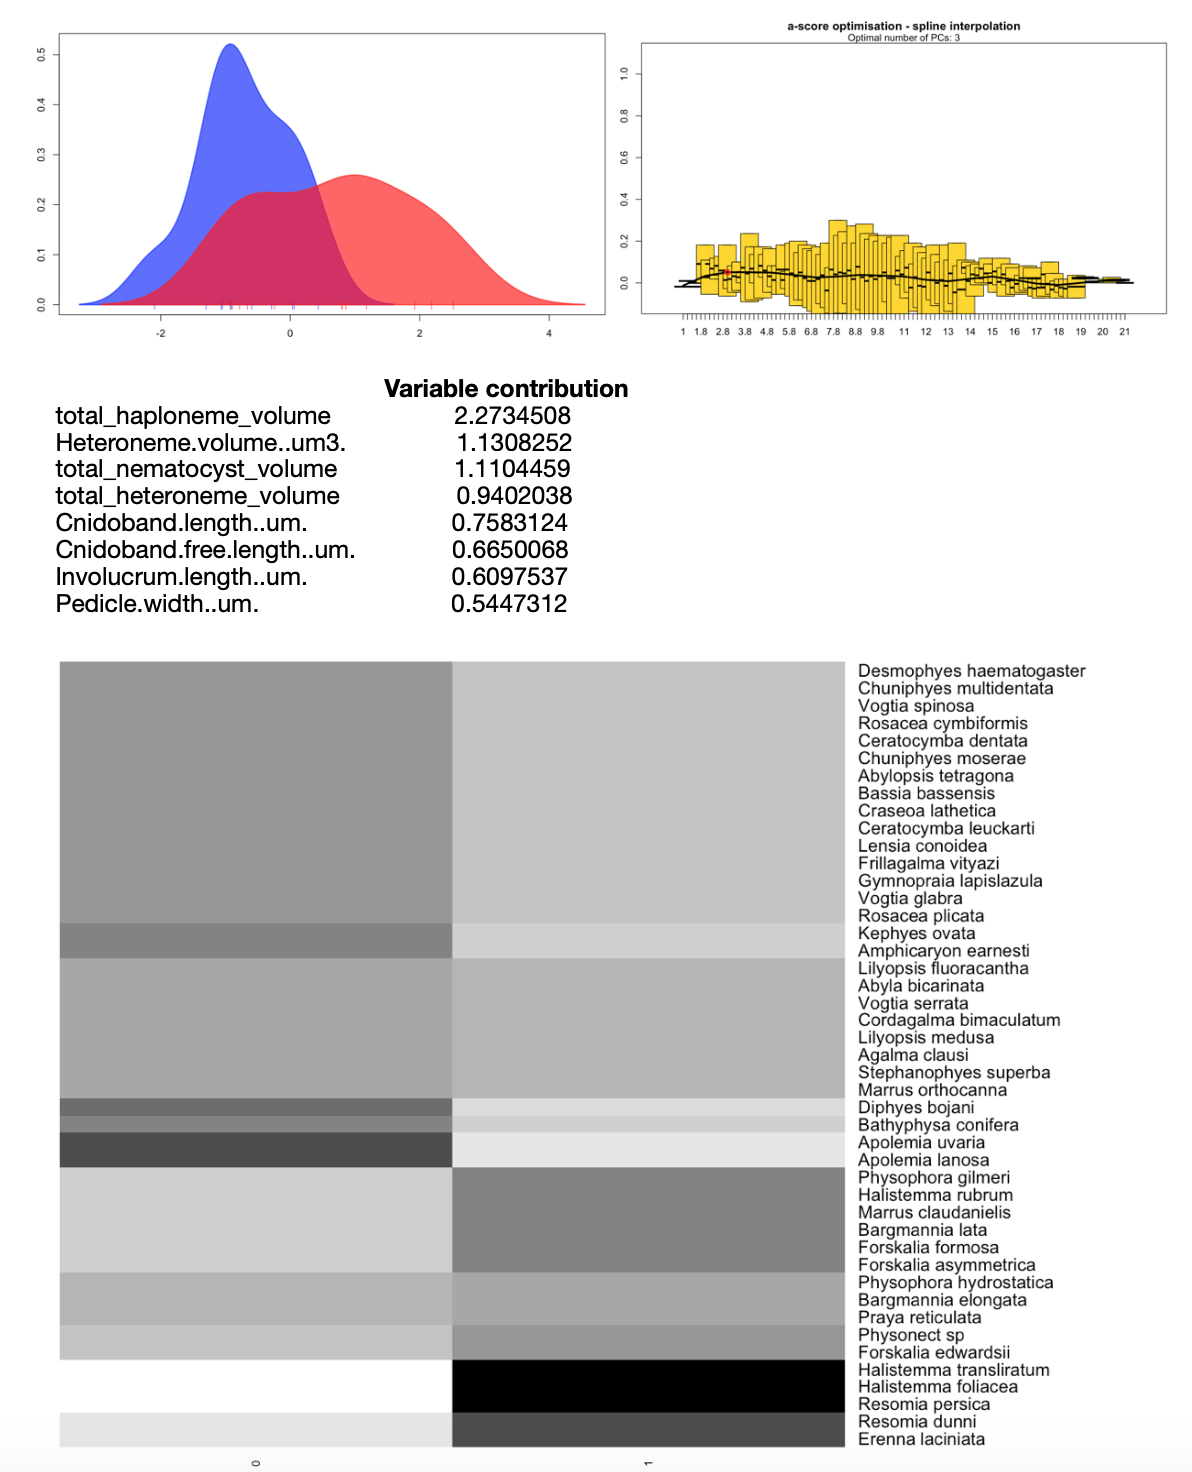 a-score optimisation - spline interpolation
Optimal number of PCs: 3
0.0 0.1 0.2 0.3 0.4 0.5
-2 0 2 4
0.0 0.2 0.4 0.6 0.8 1.0
1 1.8 2.8 3.8 4.8 5.8 6.8 7.8 8.8 9.8 11 12 13 14 15 16 17 18 19 20 21
Variable contribution
total_haploneme_volume 2.2734508
Heteroneme.volume..um3. 1.1308252
total_nematocyst_volume 1.1104459
total_heteroneme_volume 0.9402038
Cnidoband.length..um. 0.7583124
Cnidoband.free.length..um. 0.6650068
Involucrum.length..um. 0.6097537
Pedicle.width..um. 0.5447312
Desmophyes haematogaster
Chuniphyes multidentata
Vogtia spinosa
Rosacea cymbiformis
Ceratocymba dentata
Chuniphyes moserae
Abylopsis tetragona
Bassia bassensis
Craseoa lathetica
Ceratocymba leuckarti
Lensia conoidea
Frillagalma vityazi
Gymnopraia lapislazula
Vogtia glabra
Rosacea plicata
Kephyes ovata
Amphicaryon earnesti
Lilyopsis fluoracantha
Abyla bicarinata
Vogtia serrata
Cordagalma bimaculatum
Lilyopsis medusa
Agalma clausi
Stephanophyes superba
Marrus orthocanna
Diphyes bojani
Bathyphysa conifera
Apolemia uvaria
Apolemia lanosa
Physophora gilmeri
Halistemma rubrum
Marrus claudanielis
Bargmannia lata
Forskalia formosa
Forskalia asymmetrica
Physophora hydrostatica
Bargmannia elongata
Praya reticulata
Physonect sp
Forskalia edwardsii
Halistemma transliratum
Halistemma foliacea
Resomia persica
Resomia dunni
Erenna laciniata
0 1